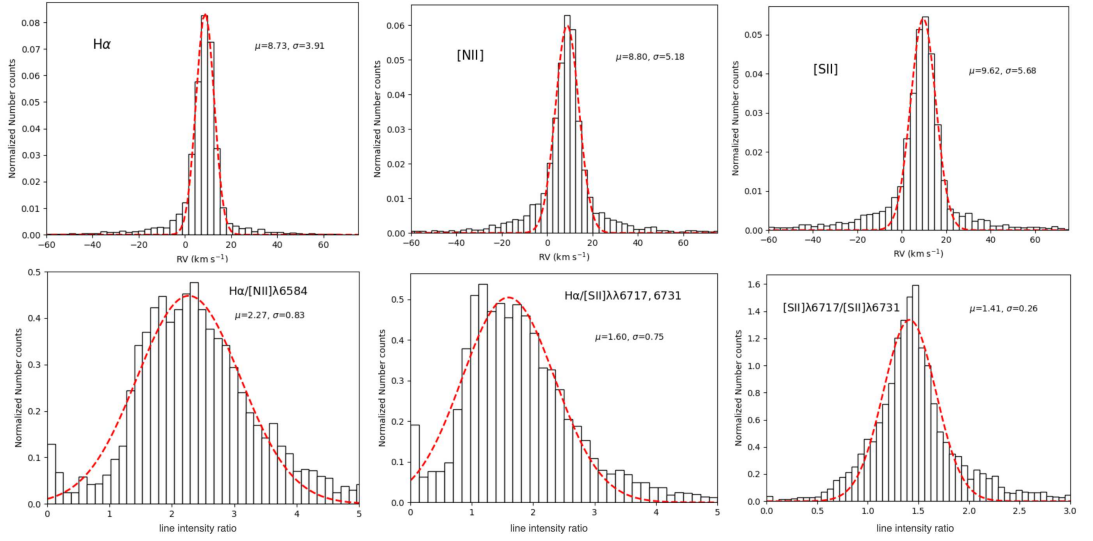 Normalized Number counts
0.08
0.07
0.06
0.05
0.04
0.03
0.02
0.01
0.00
Hα
μ=8.73, σ=3.91
−60 −40 −20 0 20 40 60
RV (km s⁻¹)
Normalized Number counts
0.06
0.05
0.04
0.03
0.02
0.01
0.00
[NII]
μ=8.80, σ=5.18
−60 −40 −20 0 20 40 60
RV (km s⁻¹)
Normalized Number counts
0.05
0.04
0.03
0.02
0.01
0.00
[SII]
μ=9.62, σ=5.68
−60 −40 −20 0 20 40 60
RV (km s⁻¹)
Normalized Number counts
0.5
0.4
0.3
0.2
0.1
0.0
Hα/[NII]λ6584
μ=2.27, σ=0.83
0 1 2 3 4 5
line intensity ratio
Normalized Number counts
0.5
0.4
0.3
0.2
0.1
0.0
Hα/[SII]λλ6717, 6731
μ=1.60, σ=0.75
0 1 2 3 4 5
line intensity ratio
Normalized Number counts
1.6
1.4
1.2
1.0
0.8
0.6
0.4
0.2
0.0
[SII]λ6717/[SII]λ6731
μ=1.41, σ=0.26
0.0 0.5 1.0 1.5 2.0 2.5 3.0
line intensity ratio